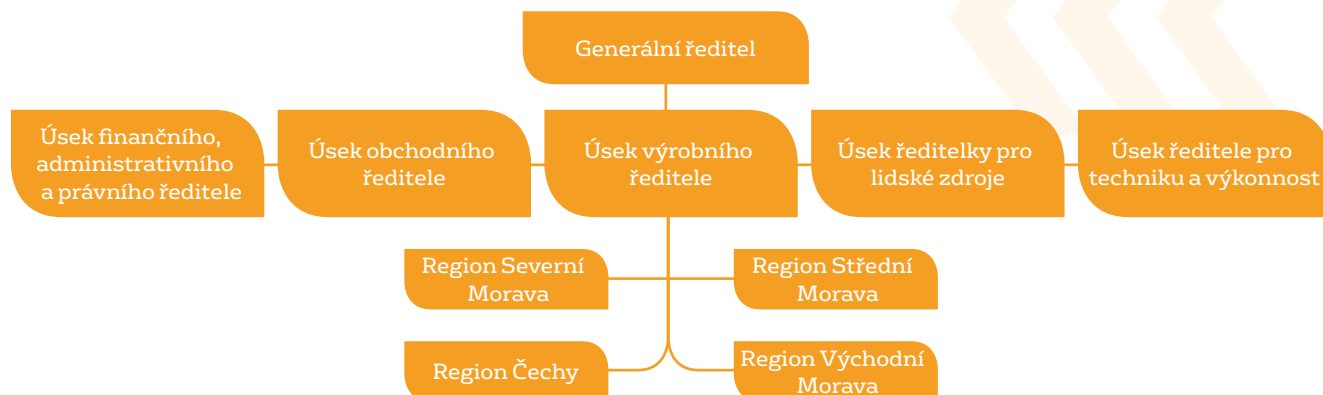 Generální ředitel
Úsek finančního,
administrativního
a právního ředitele
Úsek obchodního
ředitele
Úsek výrobního
ředitele
Úsek ředitelky pro
lidské zdroje
Úsek ředitele pro
techniku a výkonnost
Region Severní
Morava
Region Střední
Morava
Region Čechy
Region Východní
Morava